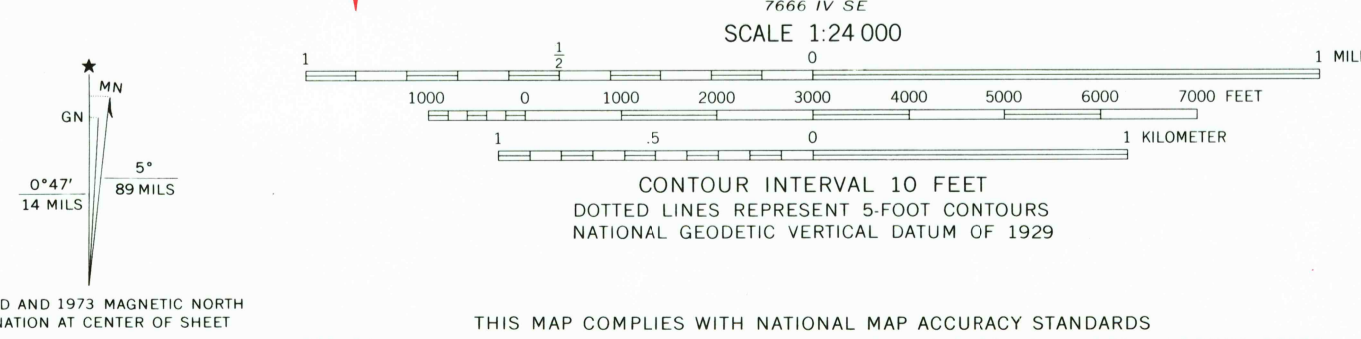 7666 IV SE
SCALE 1:24 000
1 1/2 0 1
1000 0 1000 2000 3000 4000 5000 6000 7000 FEET
1 .5 0 1 KILOMETER
CONTOUR INTERVAL 10 FEET
DOTTED LINES REPRESENT 5-FOOT CONTOURS
NATIONAL GEODETIC VERTICAL DATUM OF 1929
THIS MAP COMPLIES WITH NATIONAL MAP ACCURACY STANDARDS
MN
GN
5°
89 MILS
0°47'
14 MILS
AND 1973 MAGNETIC NORTH
AT CENTER OF SHEET